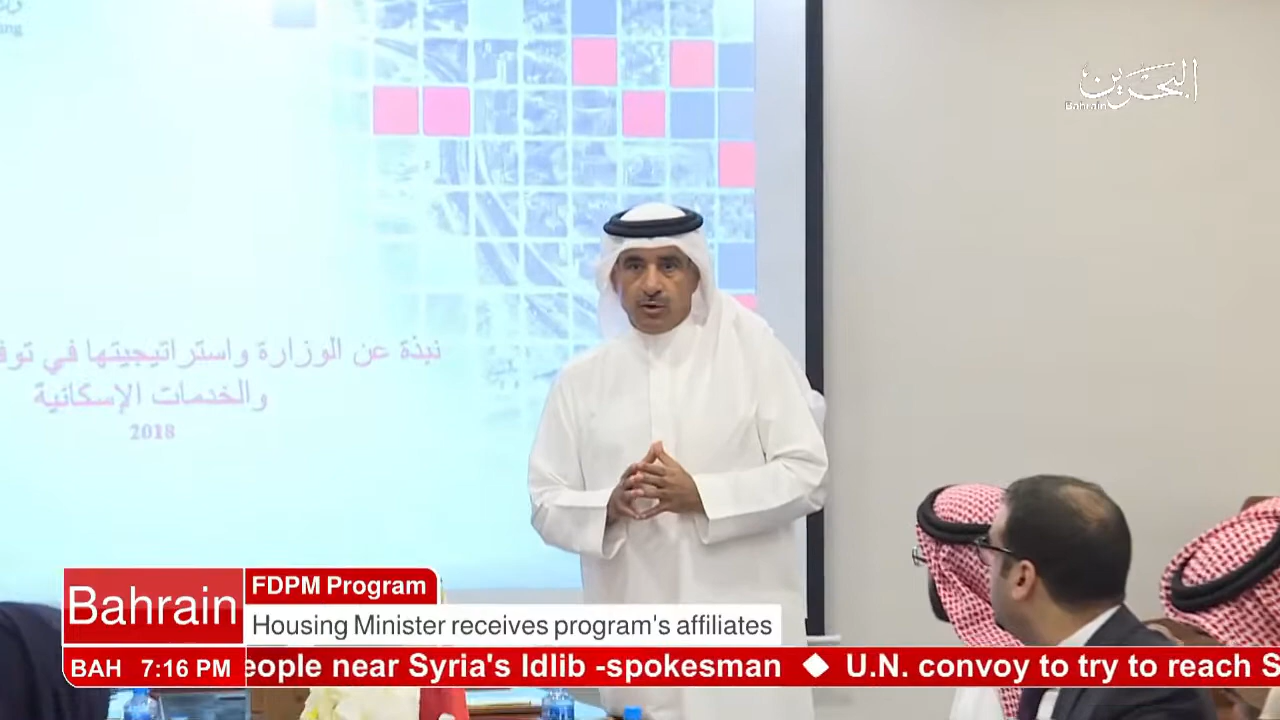 البحرين
Bahrain
نبذة عن الوزارة واستراتيجيتها في
والخدمات الإسكانية
2018
Bahrain
FDPM Program
Housing Minister receives program's affiliates
BAH 7:16 PM eople near Syria's Idlib -spokesman ◆ U.N. convoy to try to reach S